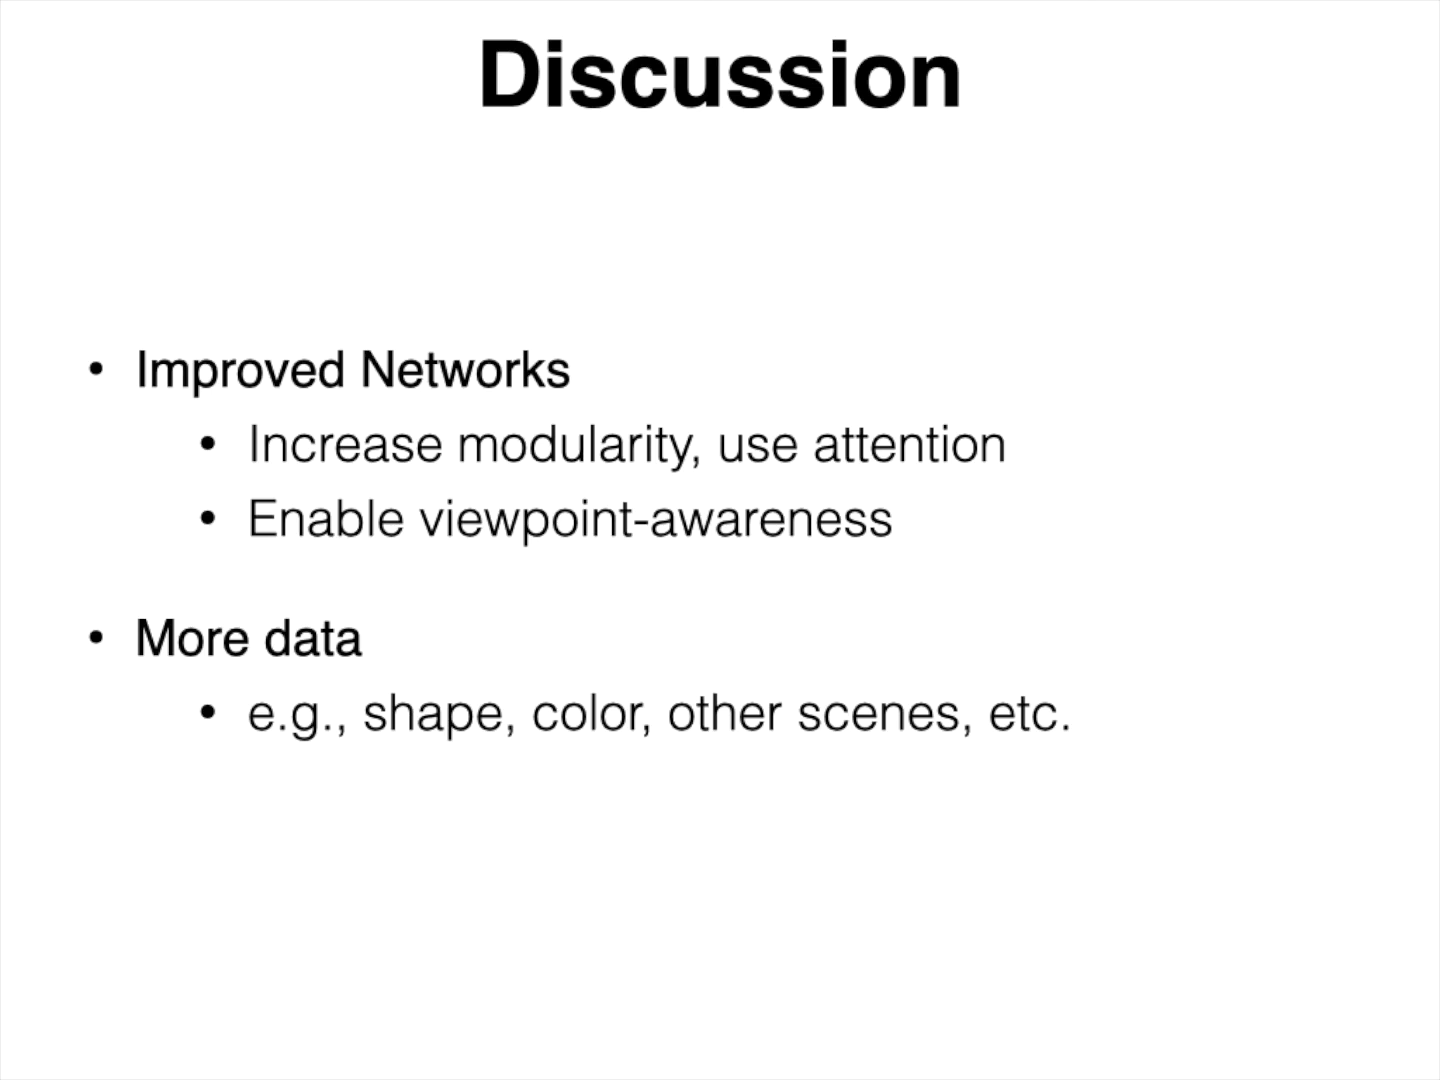 Discussion
• Improved Networks
• Increase modularity, use attention
• Enable viewpoint-awareness
• More data
• e.g., shape, color, other scenes, etc.